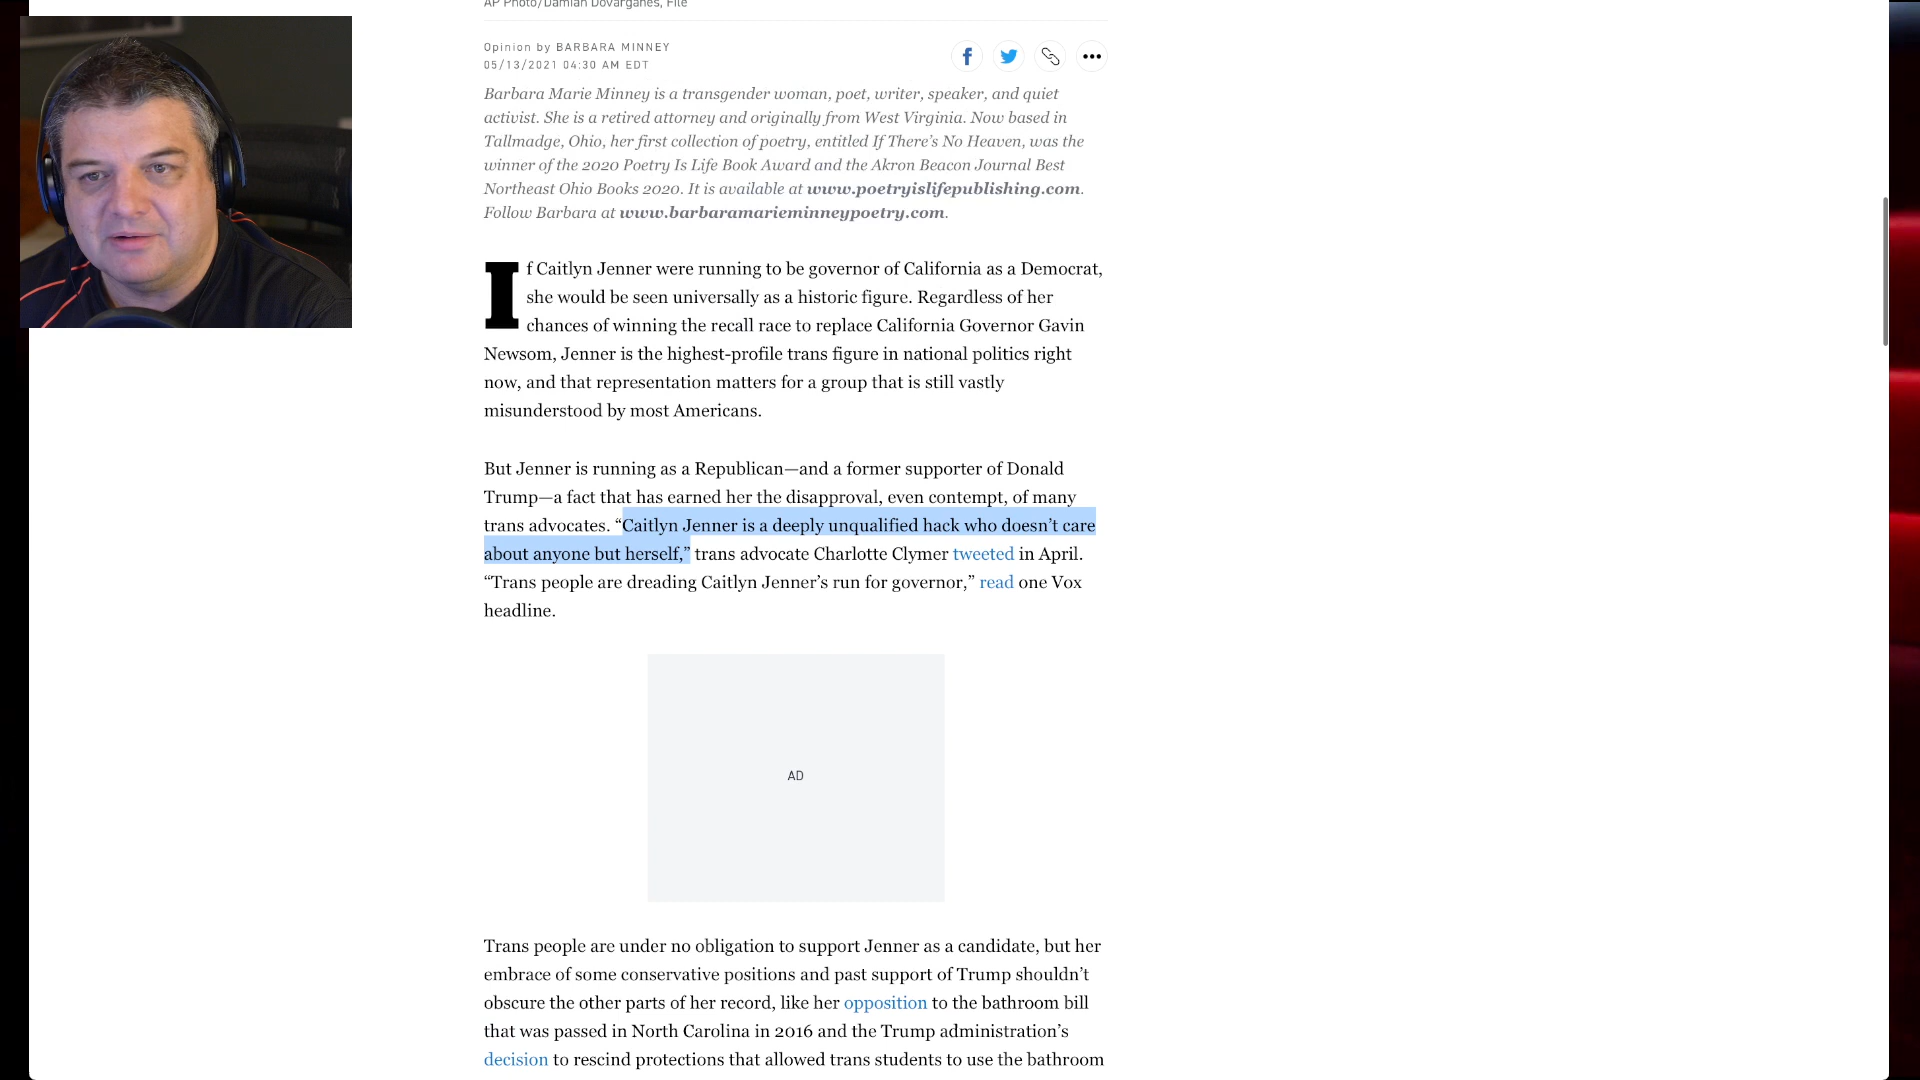 AP Photo/Damian Dovarganes, File
Opinion by BARBARA MINNEY
05/13/2021 04:30 AM EDT
Barbara Marie Minney is a transgender woman, poet, writer, speaker, and quiet
activist. She is a retired attorney and originally from West Virginia. Now based in
Tallmadge, Ohio, her first collection of poetry, entitled If There’s No Heaven, was the
winner of the 2020 Poetry Is Life Book Award and the Akron Beacon Journal Best
Northeast Ohio Books 2020. It is available at www.poetryislifepublishing.com.
Follow Barbara at www.barbaramarieminneypoetry.com.
If Caitlyn Jenner were running to be governor of California as a Democrat,
she would be seen universally as a historic figure. Regardless of her
chances of winning the recall race to replace California Governor Gavin
Newsom, Jenner is the highest-profile trans figure in national politics right
now, and that representation matters for a group that is still vastly
misunderstood by most Americans.
But Jenner is running as a Republican—and a former supporter of Donald
Trump—a fact that has earned her the disapproval, even contempt, of many
trans advocates. “Caitlyn Jenner is a deeply unqualified hack who doesn’t care
about anyone but herself,” trans advocate Charlotte Clymer tweeted in April.
“Trans people are dreading Caitlyn Jenner’s run for governor,” read one Vox
headline.
AD
Trans people are under no obligation to support Jenner as a candidate, but her
embrace of some conservative positions and past support of Trump shouldn’t
obscure the other parts of her record, like her opposition to the bathroom bill
that was passed in North Carolina in 2016 and the Trump administration’s
decision to rescind protections that allowed trans students to use the bathroom